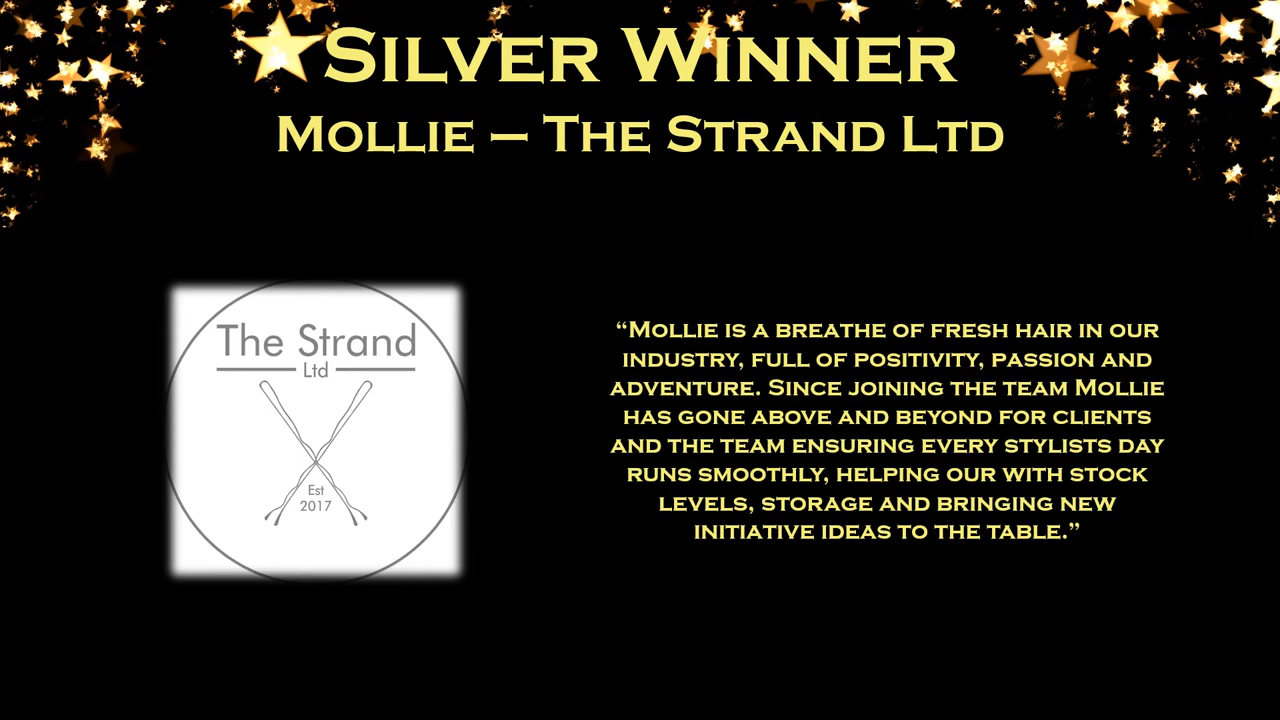 Silver Winner
Mollie – The Strand Ltd
The Strand
Ltd
Est
2017
“Mollie is a breathe of fresh hair in our
industry, full of positivity, passion and
adventure. Since joining the team Mollie
has gone above and beyond for clients
and the team ensuring every stylists day
runs smoothly, helping our with stock
levels, storage and bringing new
initiative ideas to the table.”